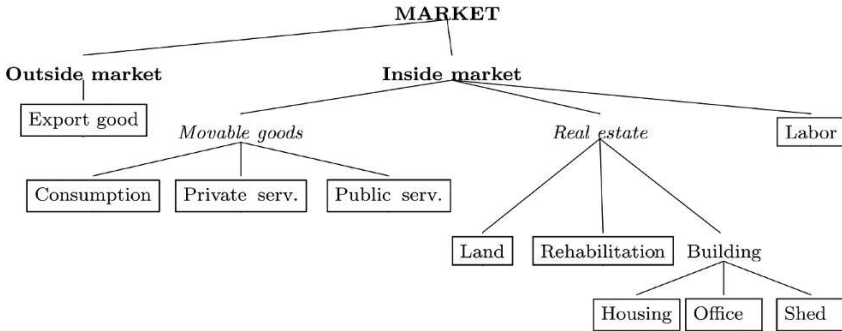 MARKET
Outside market
Inside market
Export good
Movable goods
Real estate
Labor
Consumption
Private serv.
Public serv.
Land
Rehabilitation
Building
Housing
Office
Shed